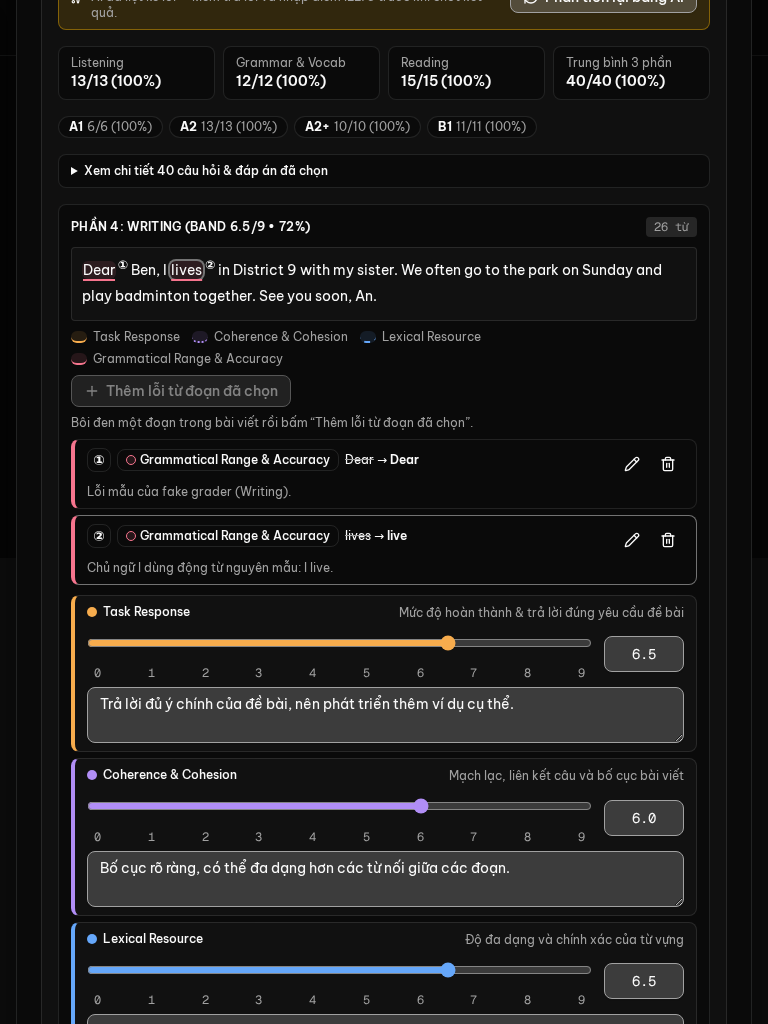 quả.
Listening
13/13 (100%)
Grammar & Vocab
12/12 (100%)
Reading
15/15 (100%)
Trung bình 3 phần
40/40 (100%)
A1 6/6 (100%)
A2 13/13 (100%)
A2+ 10/10 (100%)
B1 11/11 (100%)
Xem chi tiết 40 câu hỏi & đáp án đã chọn
PHẦN 4: WRITING (BAND 6.5/9 • 72%)
26 từ
Dear ① Ben, I lives ② in District 9 with my sister. We often go to the park on Sunday and
play badminton together. See you soon, An.
Task Response
Coherence & Cohesion
Lexical Resource
Grammatical Range & Accuracy
Thêm lỗi từ đoạn đã chọn
Bôi đen một đoạn trong bài viết rồi bấm “Thêm lỗi từ đoạn đã chọn”.
① Grammatical Range & Accuracy Dear → Dear
Lỗi mẫu của fake grader (Writing).
② Grammatical Range & Accuracy lives → live
Chủ ngữ I dùng động từ nguyên mẫu: I live.
Task Response
Mức độ hoàn thành & trả lời đúng yêu cầu đề bài
0 1 2 3 4 5 6 7 8 9
6.5
Trả lời đủ ý chính của đề bài, nên phát triển thêm ví dụ cụ thể.
Coherence & Cohesion
Mạch lạc, liên kết câu và bố cục bài viết
0 1 2 3 4 5 6 7 8 9
6.0
Bố cục rõ ràng, có thể đa dạng hơn các từ nối giữa các đoạn.
Lexical Resource
Độ đa dạng và chính xác của từ vựng
0 1 2 3 4 5 6 7 8 9
6.5